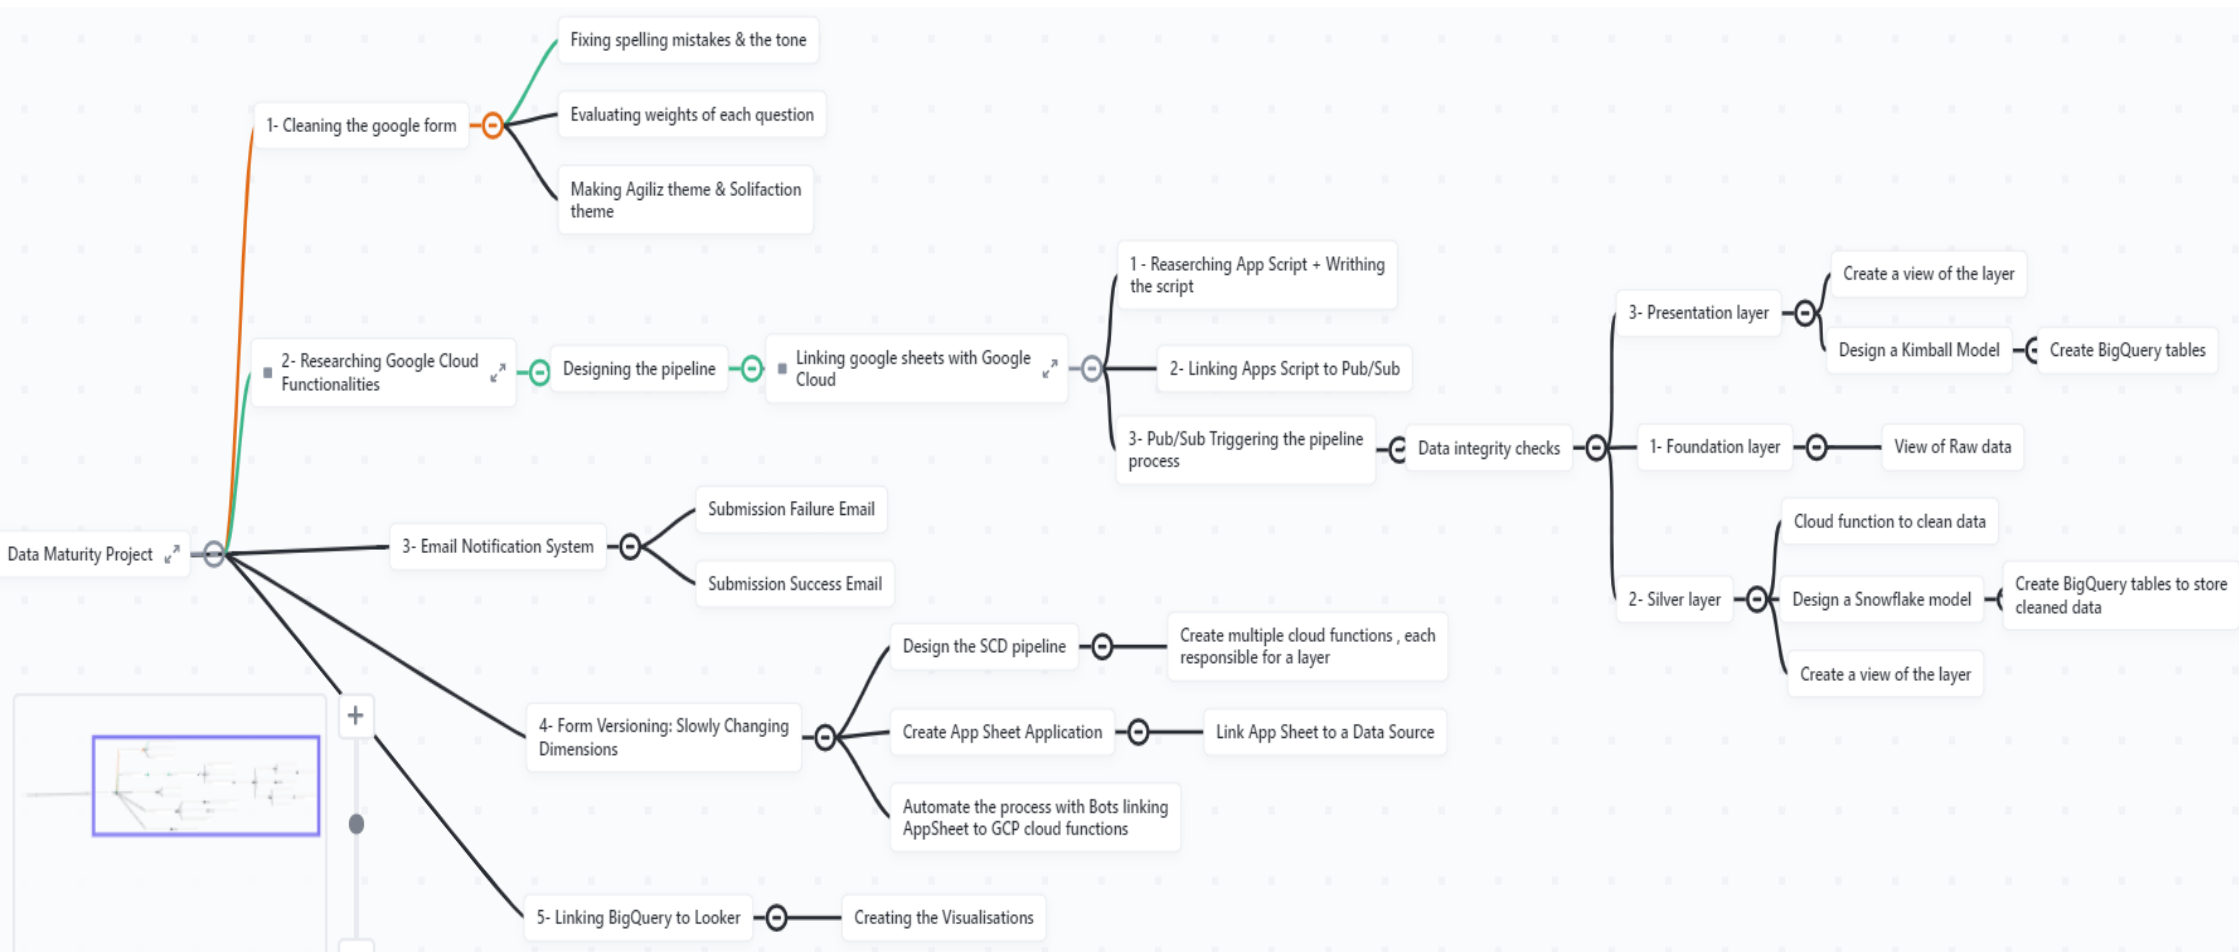 Fixing spelling mistakes & the tone
1- Cleaning the google form
Evaluating weights of each question
Making Agiliz theme & Solifaction
theme
2- Researching Google Cloud
Functionalities
Designing the pipeline
Linking google sheets with Google
Cloud
1 - Reaserching App Script + Writhing
the script
2- Linking Apps Script to Pub/Sub
3- Pub/Sub Triggering the pipeline
process
Data integrity checks
3- Presentation layer
Create a view of the layer
Design a Kimball Model
Create BigQuery tables
1- Foundation layer
View of Raw data
2- Silver layer
Cloud function to clean data
Design a Snowflake model
Create BigQuery tables to store
cleaned data
Create a view of the layer
Data Maturity Project
3- Email Notification System
Submission Failure Email
Submission Success Email
4- Form Versioning: Slowly Changing
Dimensions
Design the SCD pipeline
Create multiple cloud functions , each
responsible for a layer
Create App Sheet Application
Link App Sheet to a Data Source
Automate the process with Bots linking
AppSheet to GCP cloud functions
5- Linking BigQuery to Looker
Creating the Visualisations